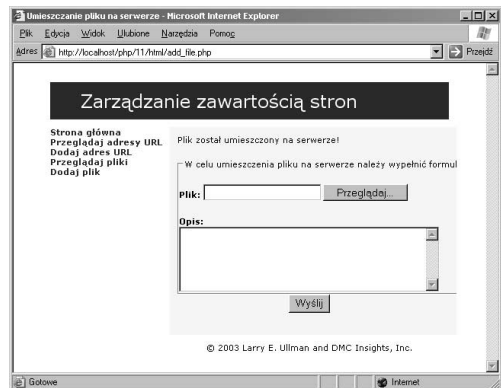 Umieszczanie pliku na serwerze - Microsoft Internet Explorer
Plik Edycja Widok Ulubione Narzędzia Pomoc
Adres http://localhost/php/11/html/add_file.php Przejdź
Zarządzanie zawartością stron
Strona główna
Przeglądaj adresy URL
Dodaj adres URL
Przeglądaj pliki
Dodaj plik
Plik został umieszczony na serwerze!
W celu umieszczenia pliku na serwerze należy wypełnić formul
Plik: Przeglądaj...
Opis:
Wyślij
© 2003 Larry E. Ullman and DMC Insights, Inc.
Gotowe Internet